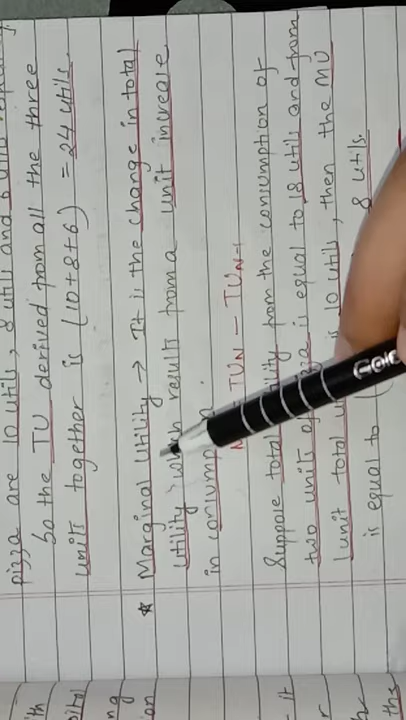 pizza are 10 utils, 8 utils and 6 utils
So the TU derived from all the three
units together is (10+8+6) = 24 utils.
* Marginal Utility → It is the change in total
utility which results from a unit increase
in consumption.
TUN - TUN-1
Suppose total utility from the consumption of
two units of pizza is equal to 18 utils and from
1 unit total is 10 utils, then the MU
is equal to ( 8 utils.